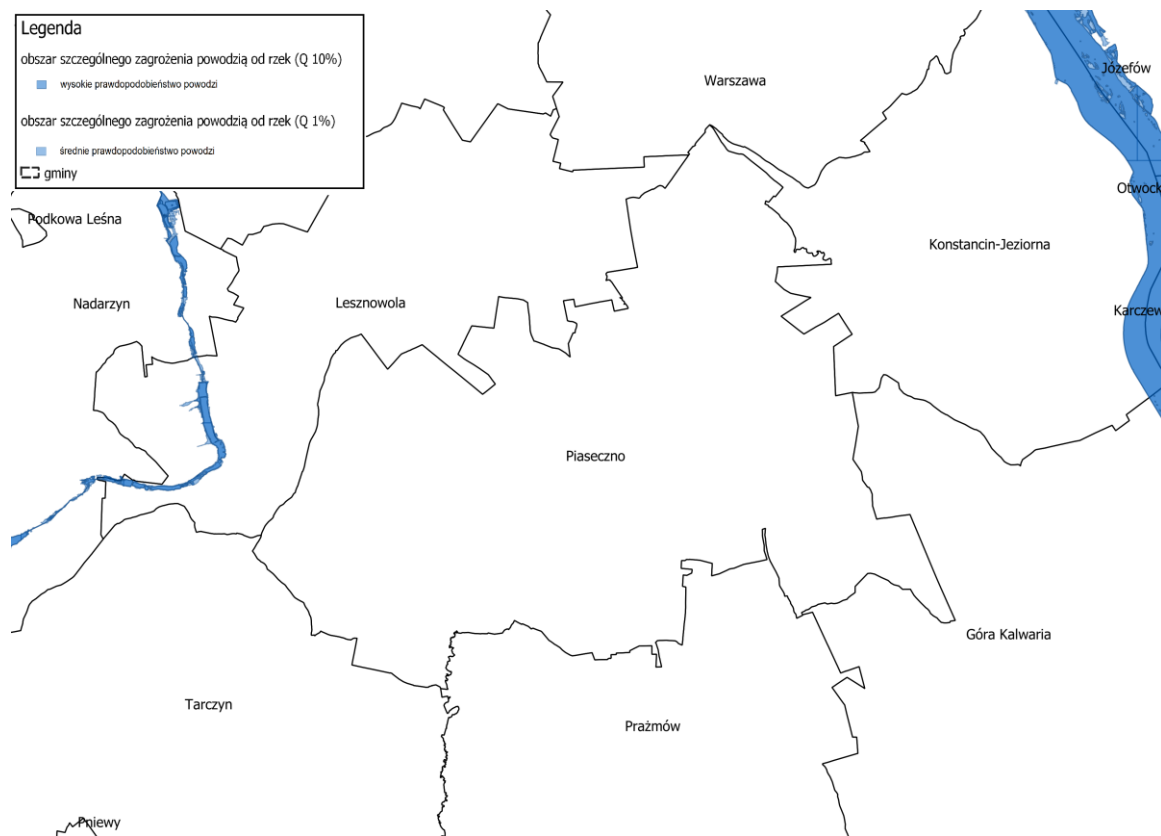 Legenda
obszar szczególnego zagrożenia powodzią od rzek (Q 10%)
wysokie prawdopodobieństwo powodzi
obszar szczególnego zagrożenia powodzią od rzek (Q 1%)
średnie prawdopodobieństwo powodzi
gminy
Józefów
Warszawa
Otwock
Podkowa Leśna
Konstancin-Jeziorna
Nadarzyn
Lesznowola
Karczew
Piaseczno
Góra Kalwaria
Tarczyn
Prażmów
Pniewy